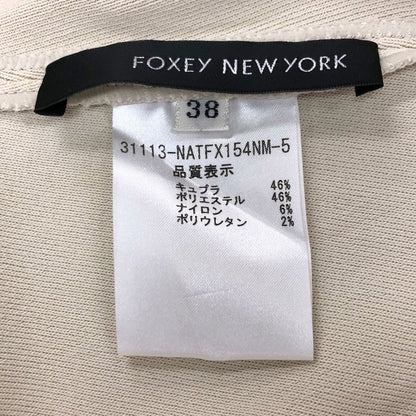 FOXEY NEW YORK
38
31113-NATFX154NM-5
品質表示
キュプラ 46%
ポリエステル 46%
ナイロン 6%
ポリウレタン 2%